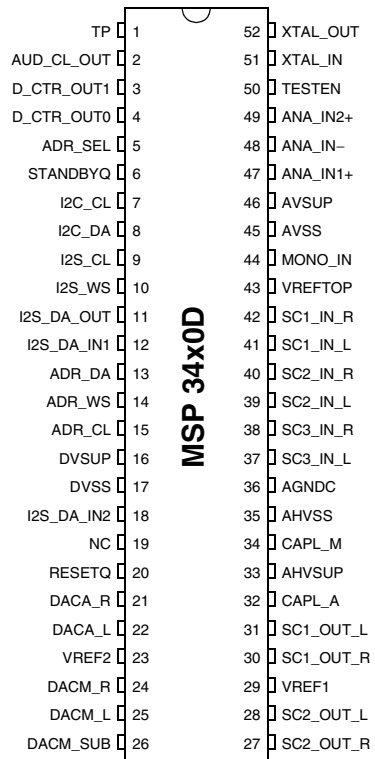 TP 1 52 XTAL_OUT
AUD_CL_OUT 2 51 XTAL_IN
D_CTR_OUT1 3 50 TESTEN
D_CTR_OUT0 4 49 ANA_IN2+
ADR_SEL 5 48 ANA_IN−
STANDBYQ 6 47 ANA_IN1+
I2C_CL 7 46 AVSUP
I2C_DA 8 45 AVSS
I2S_CL 9 44 MONO_IN
I2S_WS 10 43 VREFTOP
I2S_DA_OUT 11 42 SC1_IN_R
I2S_DA_IN1 12 41 SC1_IN_L
ADR_DA 13 40 SC2_IN_R
ADR_WS 14 39 SC2_IN_L
ADR_CL 15 38 SC3_IN_R
DVSUP 16 37 SC3_IN_L
DVSS 17 36 AGNDC
I2S_DA_IN2 18 35 AHVSS
NC 19 34 CAPL_M
RESETQ 20 33 AHVSUP
DACA_R 21 32 CAPL_A
DACA_L 22 31 SC1_OUT_L
VREF2 23 30 SC1_OUT_R
DACM_R 24 29 VREF1
DACM_L 25 28 SC2_OUT_L
DACM_SUB 26 27 SC2_OUT_R
MSP 34x0D